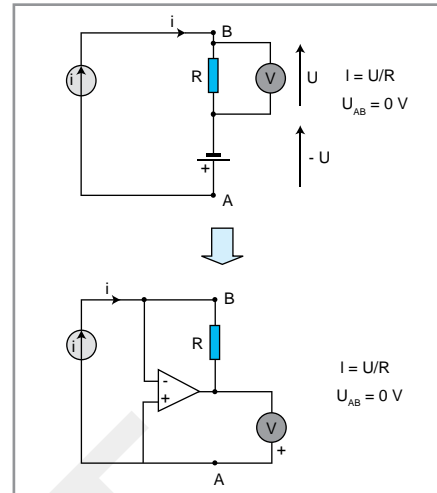 i
B
R
V
U
I = U/R
U_AB = 0 V
i
- U
+
A
i
B
R
i
-
+
I = U/R
U_AB = 0 V
V
+
A